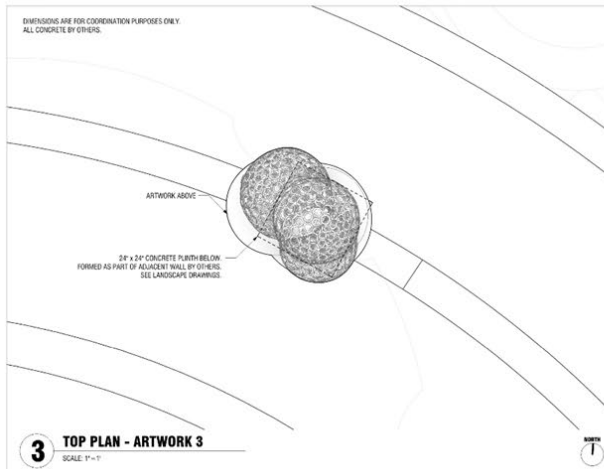 DIMENSIONS ARE FOR COORDINATION PURPOSES ONLY.
ALL CONCRETE BY OTHERS.
ARTWORK ABOVE
24" x 24" CONCRETE PLINTH BELOW.
FORMED AS PART OF ADJACENT WALL BY OTHERS.
SEE LANDSCAPE DRAWINGS.
3
TOP PLAN - ARTWORK 3
SCALE: 1" = 1'
NORTH